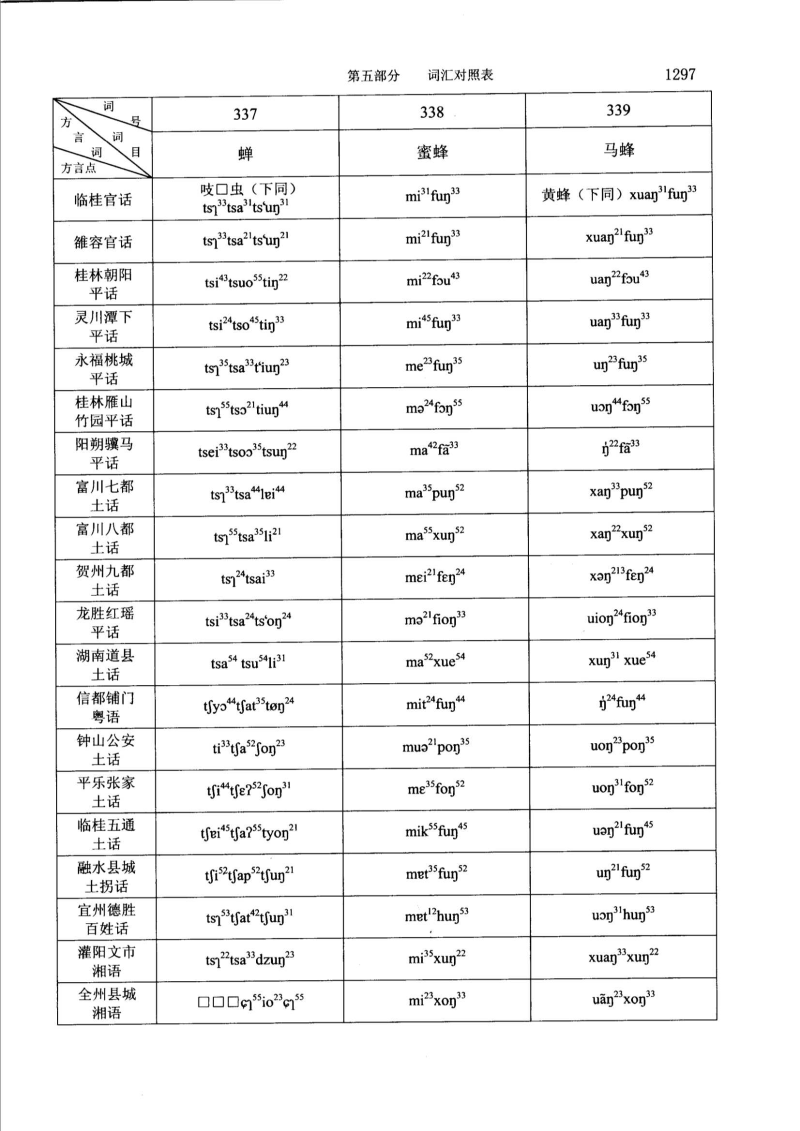 第五部分 词汇对照表 1297
词 号
方 言 词 目
词
方言点
337 338 339
蝉 蜜蜂 马蜂
临桂官话 吱□虫（下同） tsɿ³³tsa³¹ts‘uŋ³¹ mi³¹fuŋ³³ 黄蜂（下同）xuaŋ³¹fuŋ³³
雒容官话 tsɿ³³tsa²¹ts‘uŋ²¹ mi²¹fuŋ³³ xuaŋ²¹fuŋ³³
桂林朝阳平话 tsi⁴³tsuo⁵⁵tiŋ²² mi²²fɔu⁴³ uaŋ²²fɔu⁴³
灵川潭下平话 tsi²⁴tso⁴⁵tiŋ³³ mi⁴⁵fuŋ³³ uaŋ³³fuŋ³³
永福桃城平话 tsɿ³⁵tsa³³t‘iuŋ²³ me²³fuŋ³⁵ uŋ²³fuŋ³⁵
桂林雁山竹园平话 tsɿ⁵⁵tsɔ²¹tiuŋ⁴⁴ mə²⁴fɔŋ⁵⁵ uɔŋ⁴⁴fɔŋ⁵⁵
阳朔骥马平话 tsei³³tsoɔ³⁵tsuŋ²² ma⁴²fã³³ ŋ̍²²fã³³
富川七都土话 tsɿ³³tsa⁴⁴lɐi⁴⁴ ma³⁵puŋ⁵² xaŋ³³puŋ⁵²
富川八都土话 tsɿ⁵⁵tsa³⁵li²¹ ma⁵⁵xuŋ⁵² xaŋ²²xuŋ⁵²
贺州九都土话 tsɿ²⁴tsai³³ mɛi²¹fɛŋ²⁴ xəŋ²¹³fɛŋ²⁴
龙胜红瑶平话 tsi³³tsa²⁴ts‘oŋ²⁴ mə²¹fioŋ³³ uioŋ²⁴fioŋ³³
湖南道县土话 tsa⁵⁴ tsu⁵⁴li³¹ ma⁵²xue⁵⁴ xuŋ³¹ xue⁵⁴
信都铺门粤语 tʃyɔ⁴⁴tʃat³⁵tøŋ²⁴ mit²⁴fuŋ⁴⁴ ŋ̍²⁴fuŋ⁴⁴
钟山公安土话 ti³³tʃa⁵²ʃoŋ²³ muə²¹poŋ³⁵ uoŋ²³poŋ³⁵
平乐张家土话 tʃi⁴⁴tʃɛʔ⁵²ʃoŋ³¹ mɛ³⁵foŋ⁵² uoŋ³¹foŋ⁵²
临桂五通土话 tʃɐi⁴⁵tʃaʔ⁵⁵tyoŋ²¹ mik⁵⁵fuŋ⁴⁵ uəŋ²¹fuŋ⁴⁵
融水县城土拐话 tʃi⁵²tʃap⁵²tʃuŋ²¹ mɐt³⁵fuŋ⁵² uŋ²¹fuŋ⁵²
宜州德胜百姓话 tsɿ⁵³tʃat⁴²tʃuŋ³¹ mɐt¹²huŋ⁵³ uɔŋ³¹huŋ⁵³
灌阳文市湘语 tsɿ²²tsa³³dzuŋ²³ mi³⁵xuŋ²² xuaŋ³³xuŋ²²
全州县城湘语 □□□ɕɿ⁵⁵io²³ɕɿ⁵⁵ mi²³xoŋ³³ uãŋ²³xoŋ³³